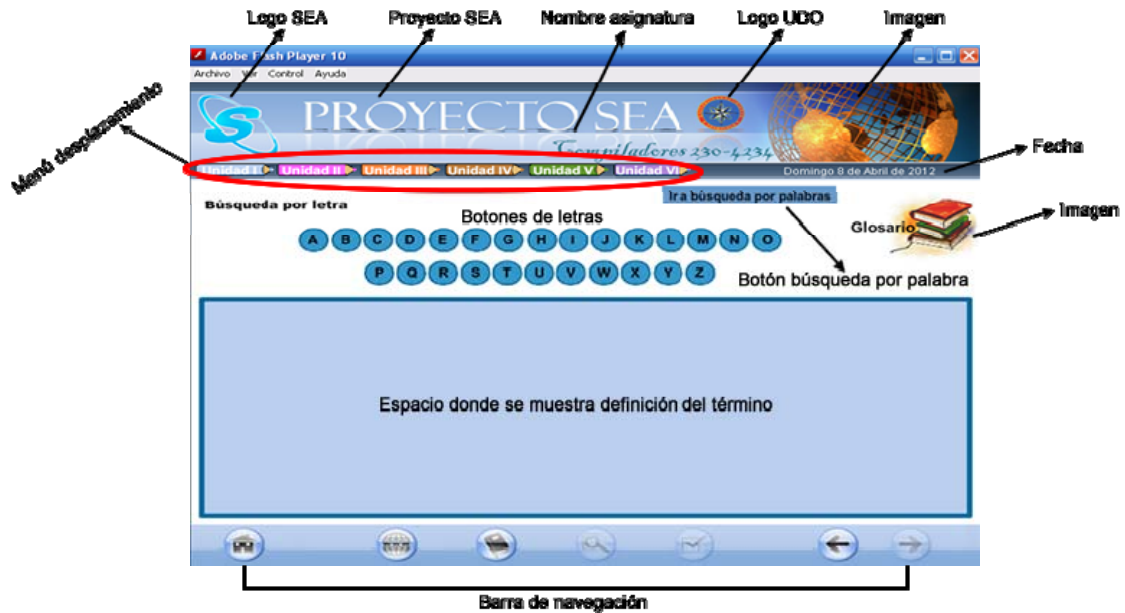 Logo SEA Proyecto SEA Nombre asignatura Logo UDO Imagen
Adobe Flash Player 10
Archivo Ver Control Ayuda
Menú desplazamiento
PROYECTO SEA
Compiladores 230-4234
Fecha
Unidad I Unidad II Unidad III Unidad IV Unidad V Unidad VI Domingo 8 de Abril de 2012
Búsqueda por letra
Ir a búsqueda por palabras
Botones de letras
Glosario
Imagen
A B C D E F G H I J K L M N O
P Q R S T U V W X Y Z
Botón búsqueda por palabra
Espacio donde se muestra definición del término
Barra de navegación